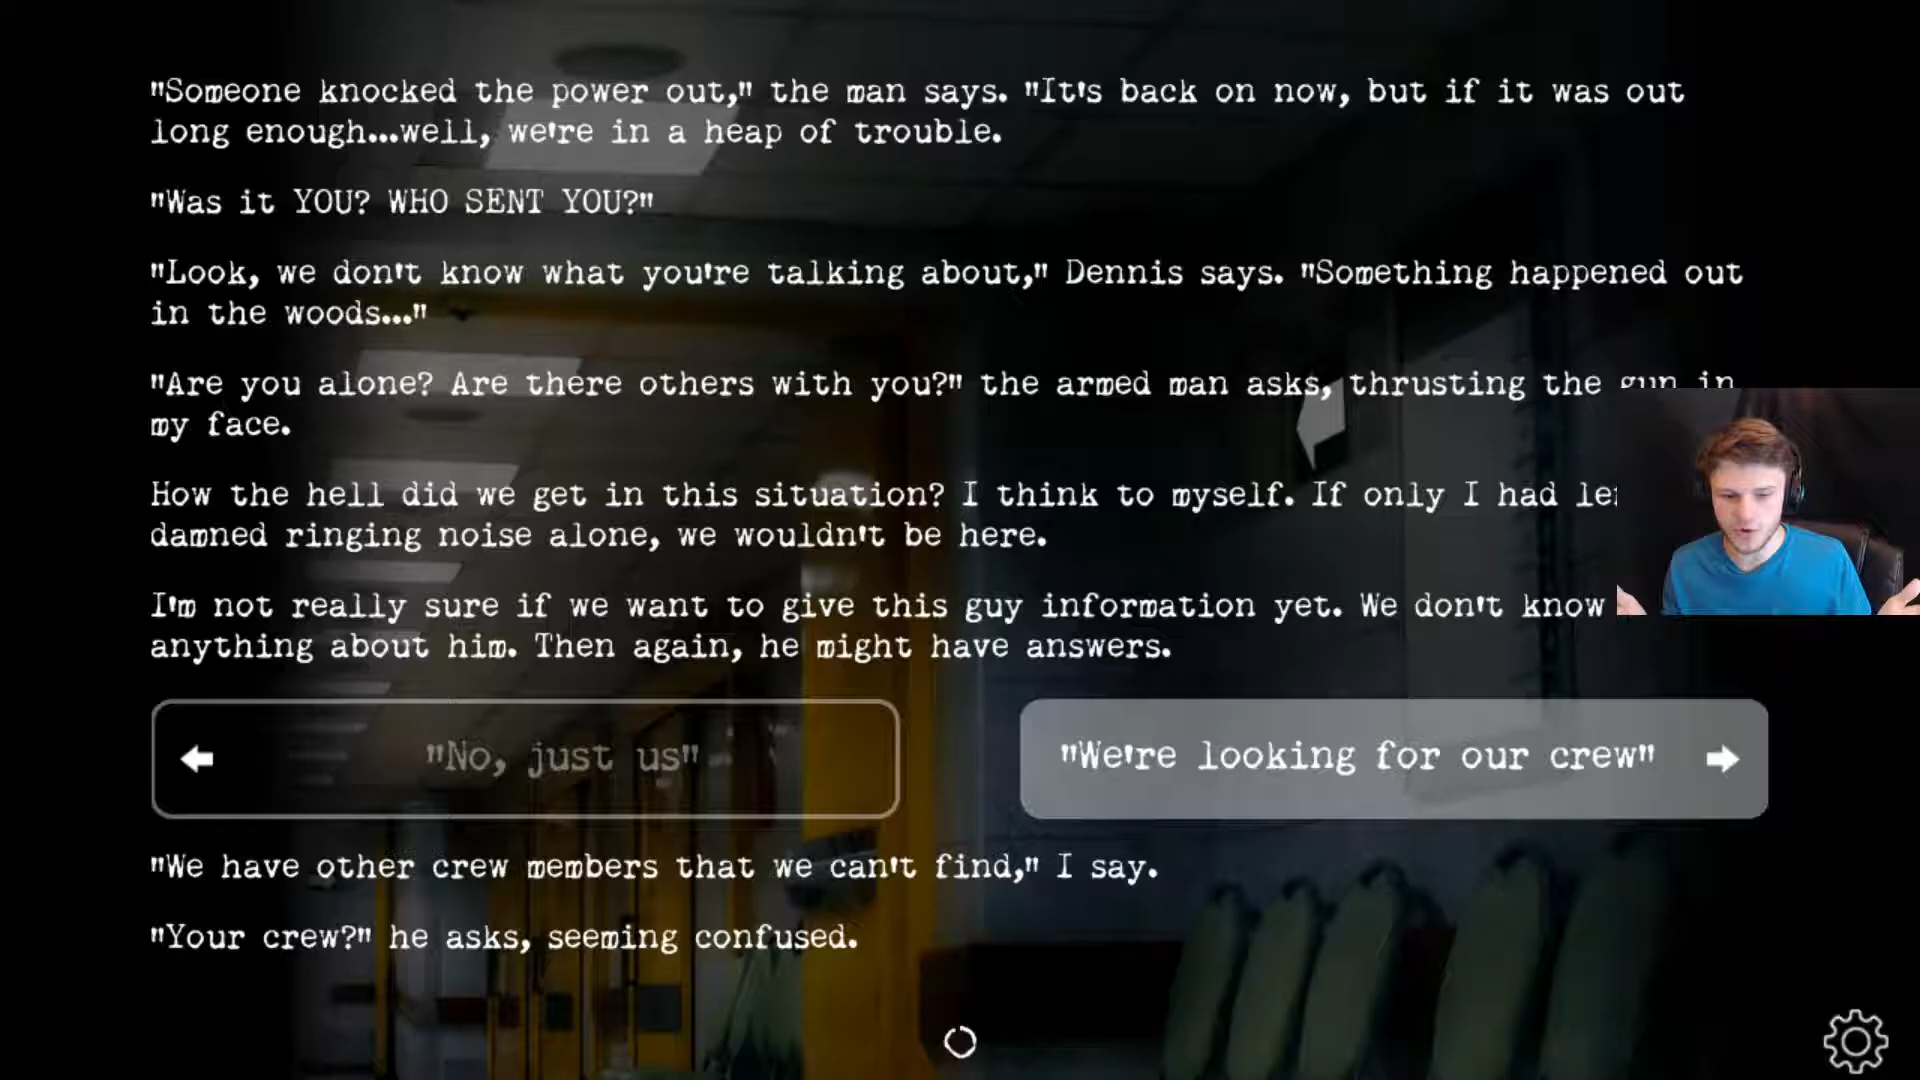 "Someone knocked the power out," the man says. "It's back on now, but if it was out
long enough...well, we're in a heap of trouble.
"Was it YOU? WHO SENT YOU?"
"Look, we don't know what you're talking about," Dennis says. "Something happened out
in the woods..."
"Are you alone? Are there others with you?" the armed man asks, thrusting the gun in
my face.
How the hell did we get in this situation? I think to myself. If only I had
damned ringing noise alone, we wouldn't be here.
I'm not really sure if we want to give this guy information yet. We don't know
anything about him. Then again, he might have answers.
"No, just us"
"We're looking for our crew"
"We have other crew members that we can't find," I say.
"Your crew?" he asks, seeming confused.